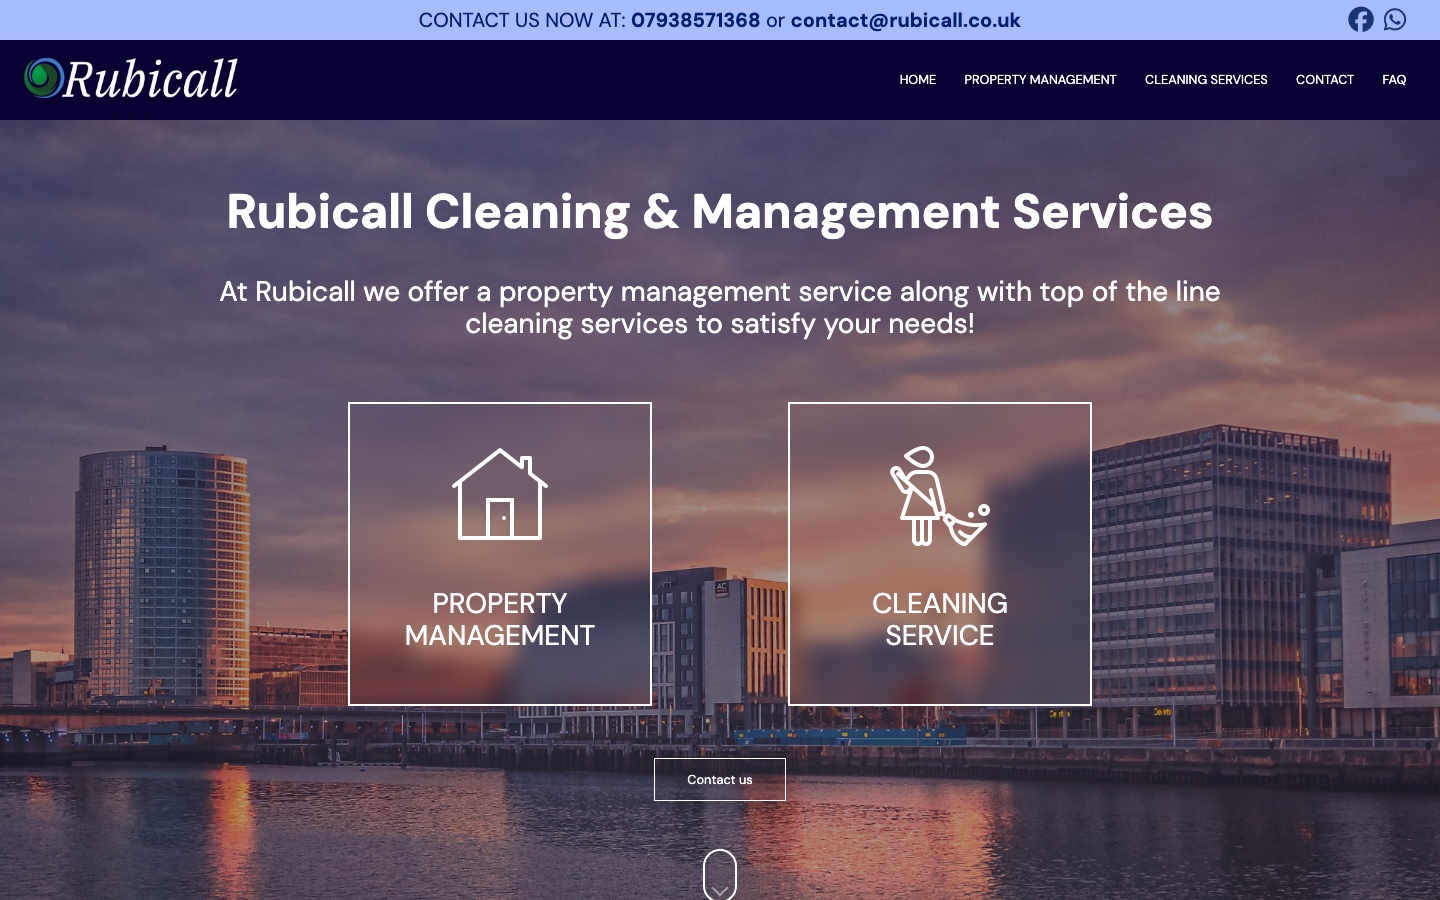 CONTACT US NOW AT: 07938571368 or contact@rubicall.co.uk
Rubicall
HOME PROPERTY MANAGEMENT CLEANING SERVICES CONTACT FAQ
Rubicall Cleaning & Management Services
At Rubicall we offer a property management service along with top of the line
cleaning services to satisfy your needs!
PROPERTY
MANAGEMENT
CLEANING
SERVICE
AC
Contact us